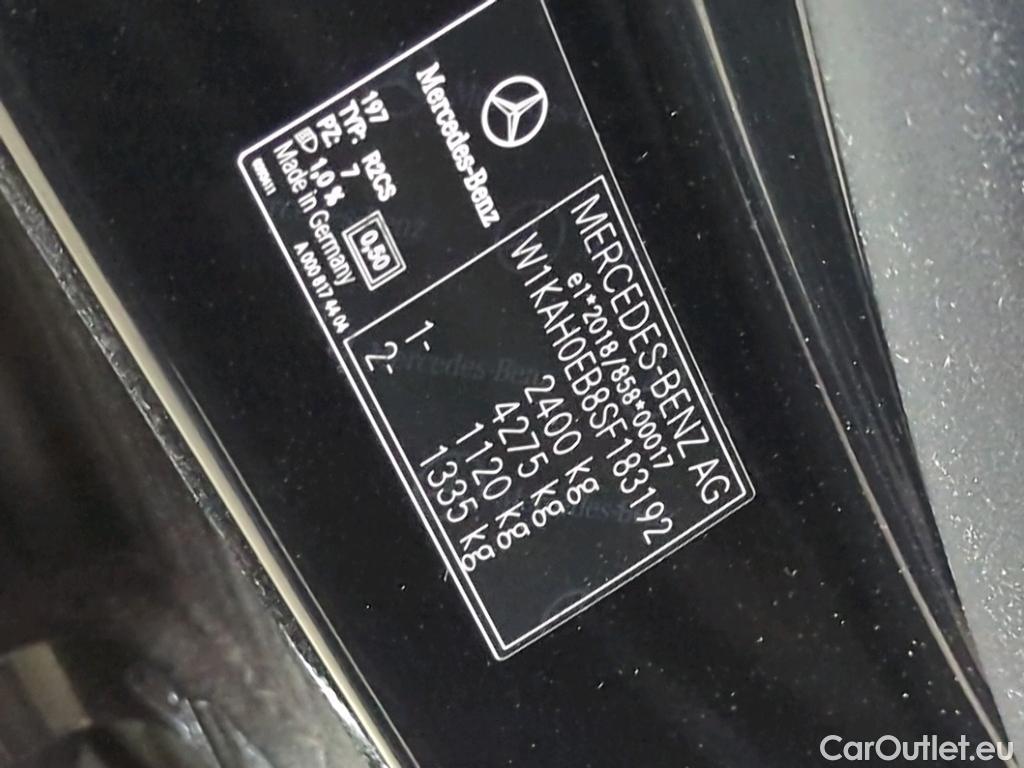 MERCEDES-BENZ AG
e1*2018/858*00017
W1KAH0EB8SF183192
2400 kg
4275 kg
1- 1120 kg
2- 1335 kg
Mercedes-Benz
197
TYP: R2CS
PZ: 7
1,0 %
0,50
Made in Germany
A 000 817 44 04
CarOutlet.eu